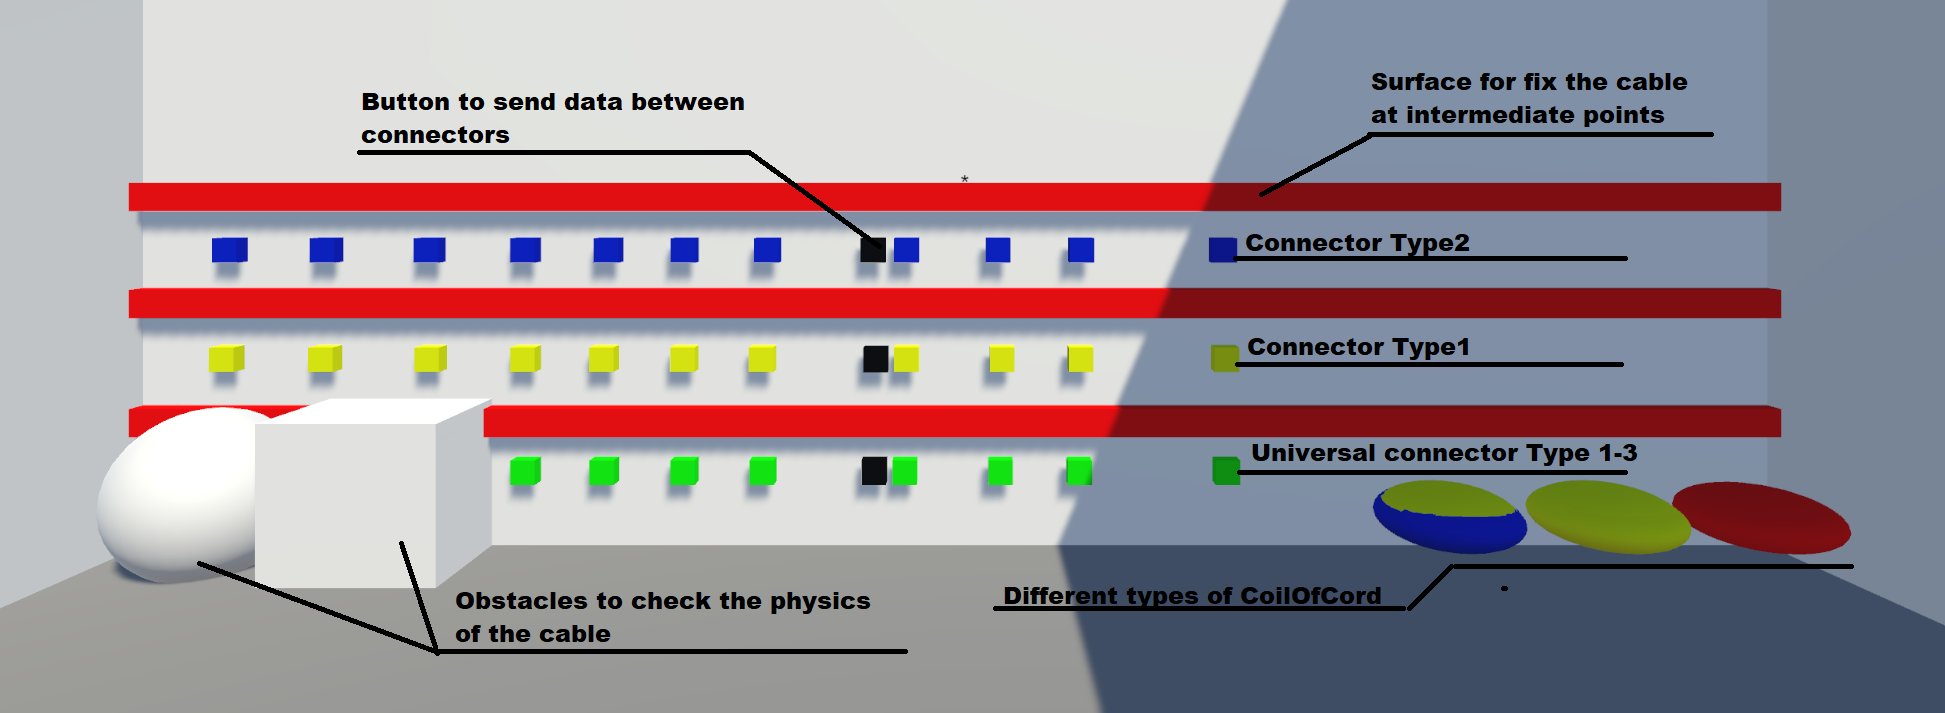 Surface for fix the cable
at intermediate points
Button to send data between
connectors
*
Connector Type2
Connector Type1
Universal connector Type 1-3
Different types of CoilOfCord
Obstacles to check the physics
of the cable